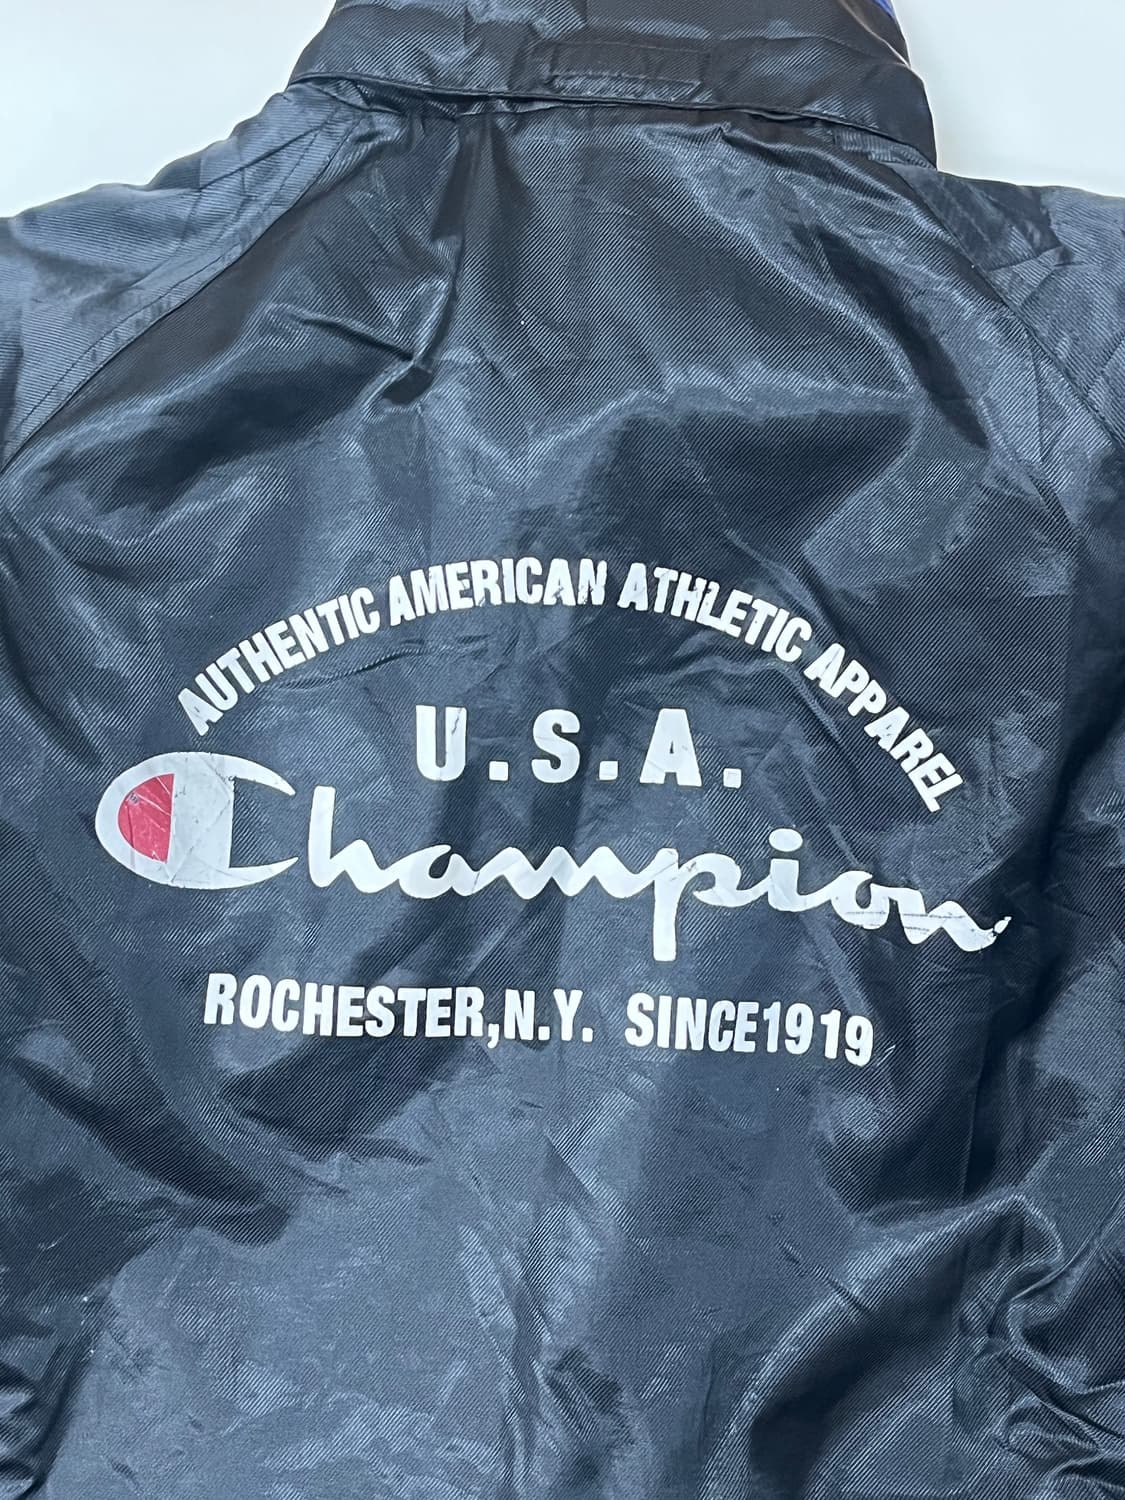 AUTHENTIC AMERICAN ATHLETIC APPAREL
U.S.A.
Champion
ROCHESTER,N.Y. SINCE1919